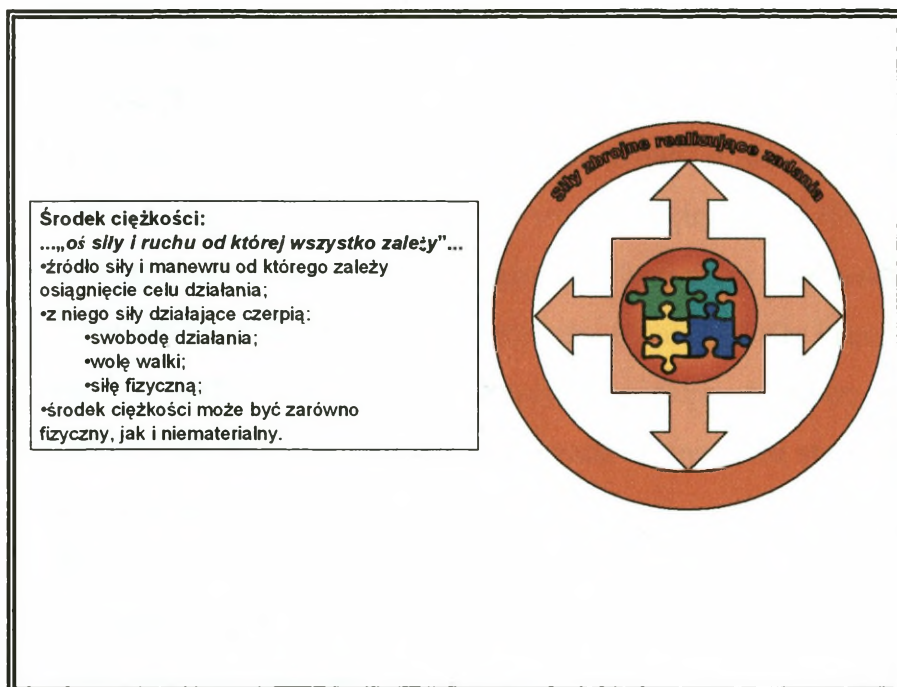 Środek ciężkości:
...„oś siły i ruchu od której wszystko zależy"...
•źródło siły i manewru od którego zależy
osiągnięcie celu działania;
•z niego siły działające czerpią:
•swobodę działania;
•wolę walki;
•siłę fizyczną;
•środek ciężkości może być zarówno
fizyczny, jak i niematerialny.
Siły zbrojne realizujące zadania